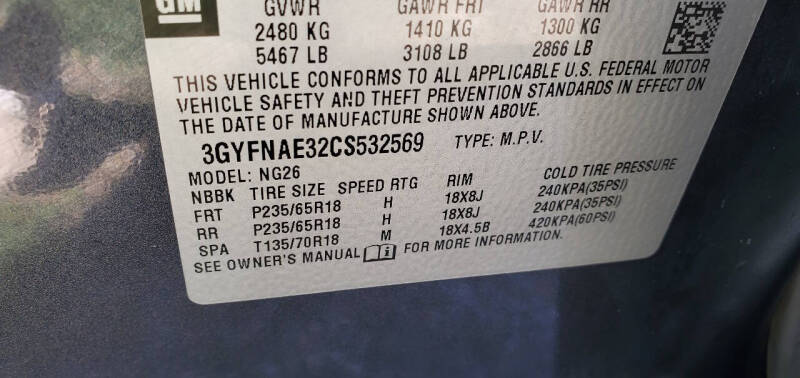 GM
GVWR GAWR FRT GAWR RR
2480 KG 1410 KG 1300 KG
5467 LB 3108 LB 2866 LB
THIS VEHICLE CONFORMS TO ALL APPLICABLE U.S. FEDERAL MOTOR
VEHICLE SAFETY AND THEFT PREVENTION STANDARDS IN EFFECT ON
THE DATE OF MANUFACTURE SHOWN ABOVE.
3GYFNAE32CS532569 TYPE: M.P.V.
MODEL: NG26
NBBK TIRE SIZE SPEED RTG RIM COLD TIRE PRESSURE
FRT P235/65R18 H 18X8J 240KPA(35PSI)
RR P235/65R18 H 18X8J 240KPA(35PSI)
SPA T135/70R18 M 18X4.5B 420KPA(60PSI)
SEE OWNER'S MANUAL FOR MORE INFORMATION.